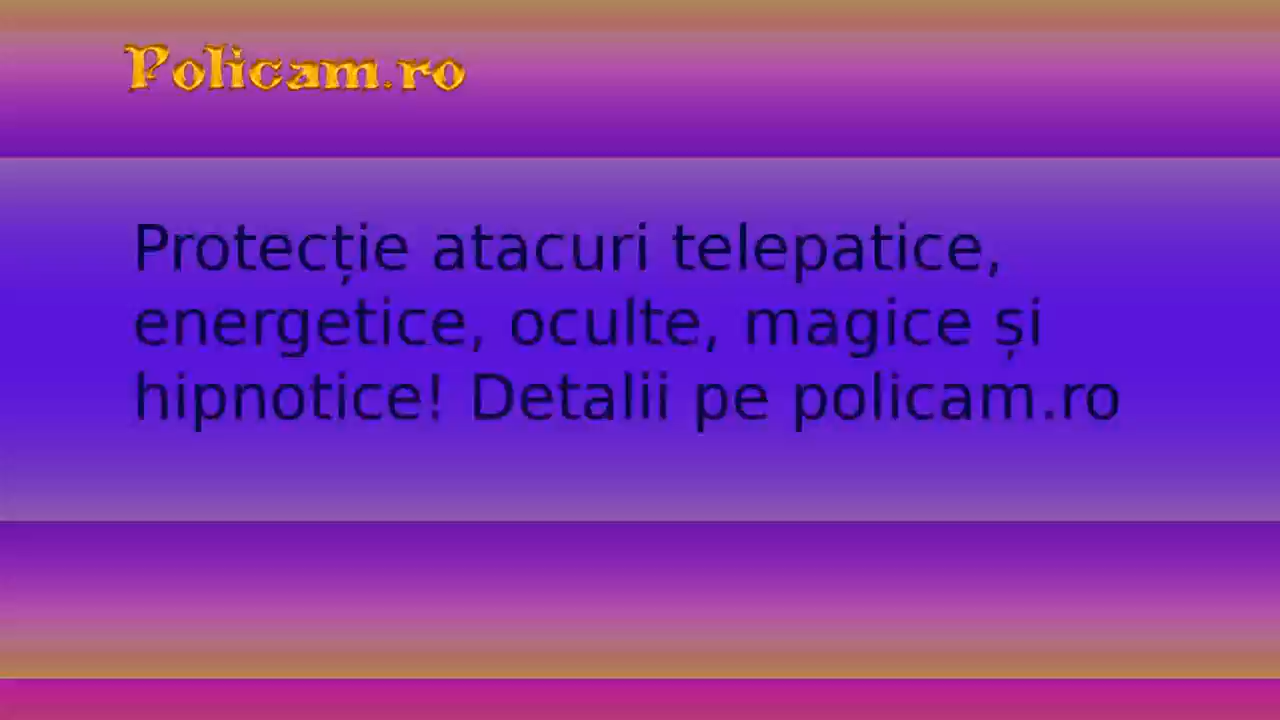 Policam.ro
Protecție atacuri telepatice,
energetice, oculte, magice și
hipnotice! Detalii pe policam.ro